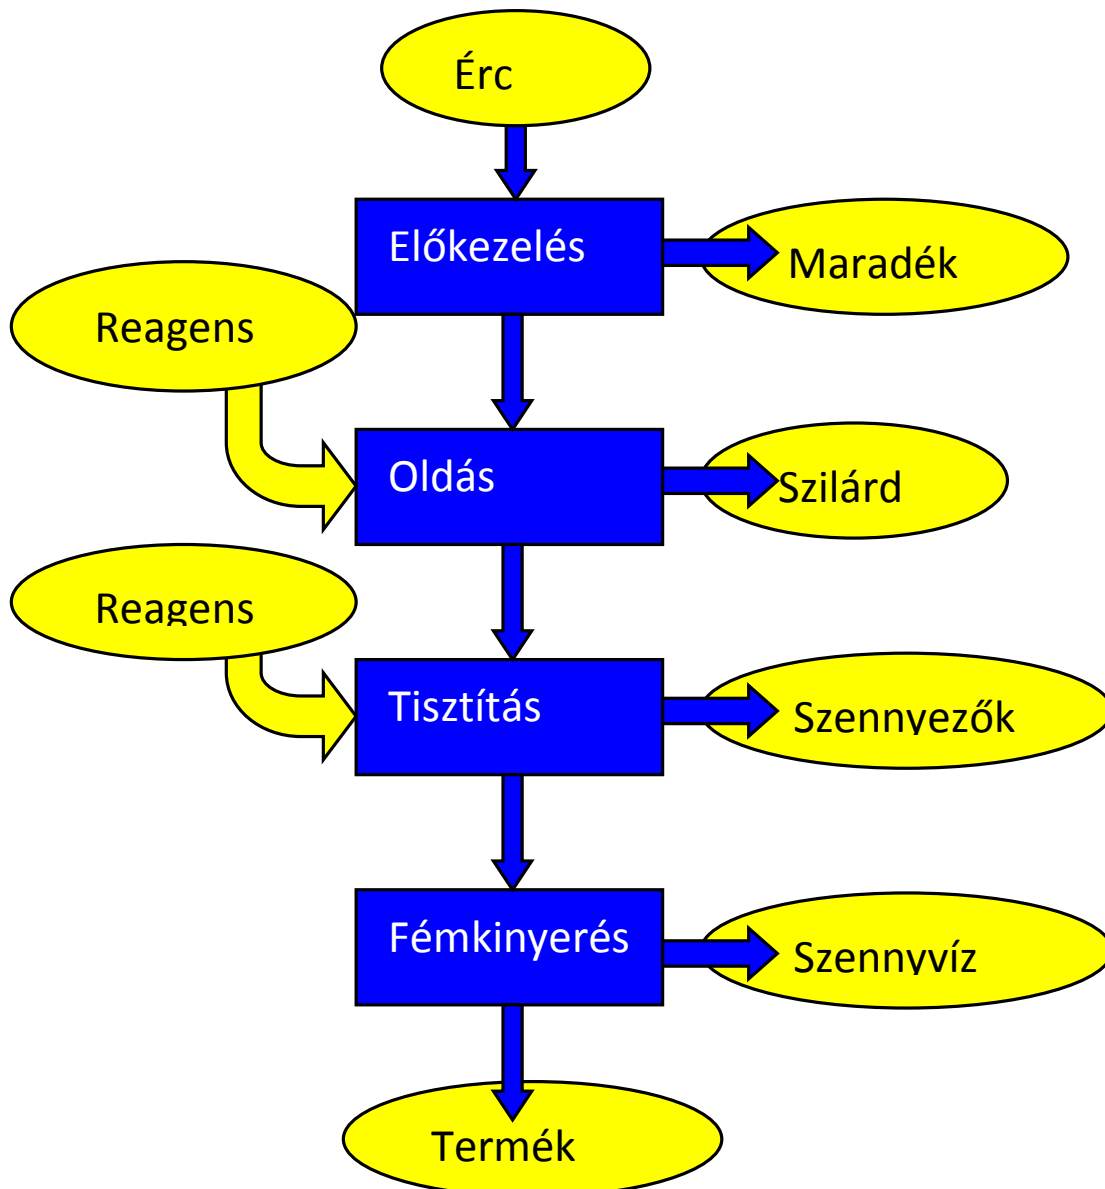 Érc
Előkezelés
Maradék
Reagens
Oldás
Szilárd
Reagens
Tisztítás
Szennyezők
Fémkinyerés
Szennyvíz
Termék